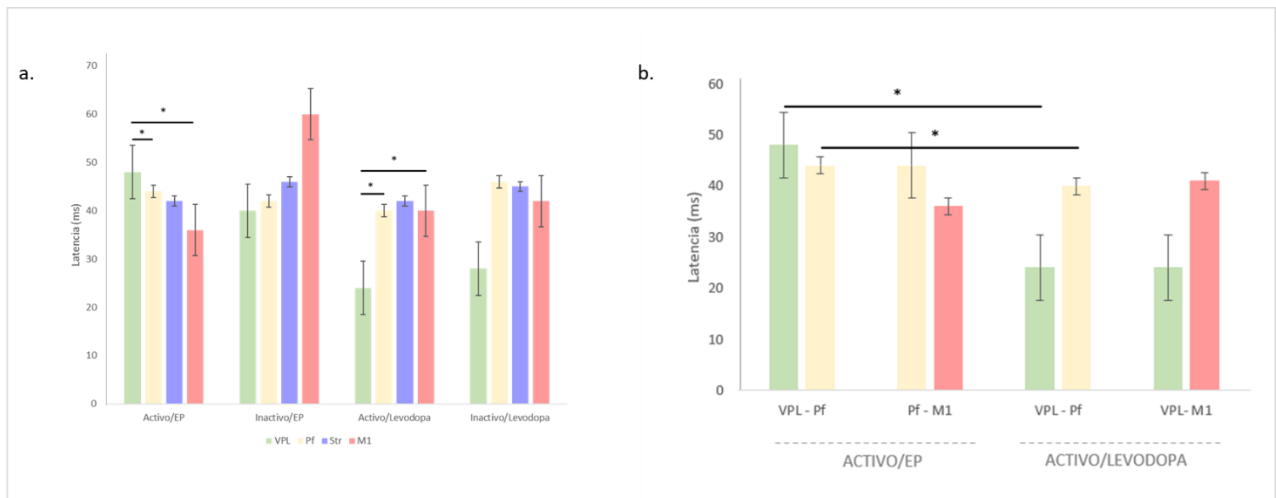 a.
70
60
50
40
30
20
10
0
Latencia (ms)
*
*
*
*
Activo/EP Inactivo/EP Activo/Levodopa Inactivo/Levodopa
VPL Pf Str M1
b.
60
50
40
30
20
10
0
Latencia (ms)
*
*
VPL - Pf Pf - M1 VPL - Pf VPL- M1
ACTIVO/EP ACTIVO/LEVODOPA